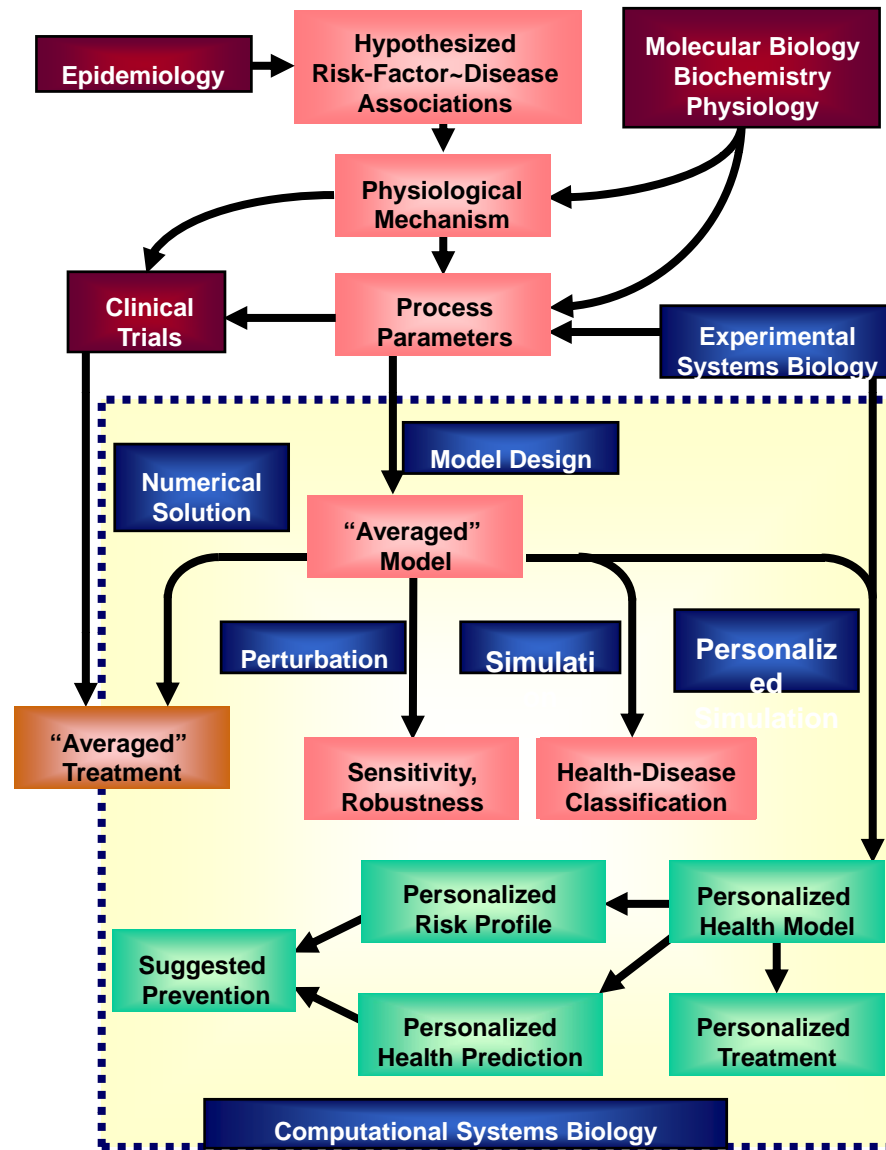 Epidemiology
Hypothesized
Risk-Factor~Disease
Associations
Molecular Biology
Biochemistry
Physiology
Physiological
Mechanism
Clinical
Trials
Process
Parameters
Experimental
Systems Biology
Numerical
Solution
Model Design
“Averaged”
Model
Perturbation
Simulati
Personaliz
ed
Simulation
“Averaged”
Treatment
Sensitivity,
Robustness
Health-Disease
Classification
Personalized
Risk Profile
Personalized
Health Model
Suggested
Prevention
Personalized
Health Prediction
Personalized
Treatment
Computational Systems Biology